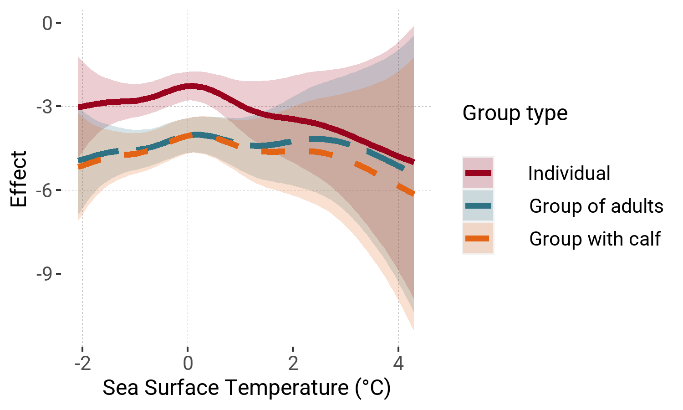 0
-3
-6
-9
Effect
-2
0
2
4
Sea Surface Temperature (°C)
Group type
Individual
Group of adults
Group with calf